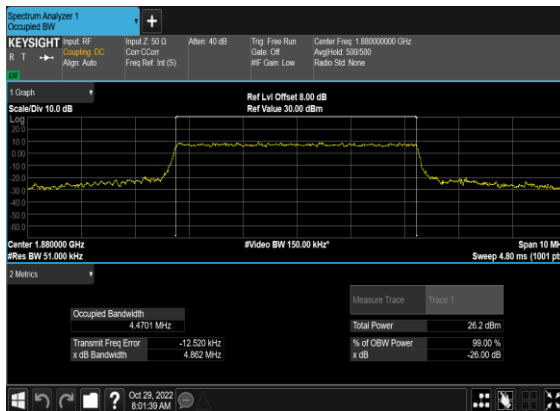 Spectrum Analyzer 1
Occupied BW
KEYSIGHT
R T
Input: RF
Coupling: DC
Align: Auto
Input Z: 50 Ω
Corr CCorr
Freq Ref: Int (S)
Atten: 40 dB
Trig: Free Run
Gate: Off
#IF Gain: Low
Center Freq: 1.880000000 GHz
Avg|Hold: 500/500
Radio Std: None
1 Graph
Scale/Div 10.0 dB
Ref Lvl Offset 8.00 dB
Ref Value 30.00 dBm
Log
20.0
10.0
0.00
-10.0
-20.0
-30.0
-40.0
-50.0
-60.0
Center 1.880000 GHz
#Res BW 51.000 kHz
#Video BW 150.00 kHz*
Span 10 MH
Sweep 4.80 ms (1001 pt
2 Metrics
Measure Trace
Trace 1
Occupied Bandwidth
4.4701 MHz
Total Power
26.2 dBm
Transmit Freq Error
-12.520 kHz
% of OBW Power
99.00 %
x dB Bandwidth
4.862 MHz
x dB
-26.00 dB
Oct 29, 2022
8:01:39 AM